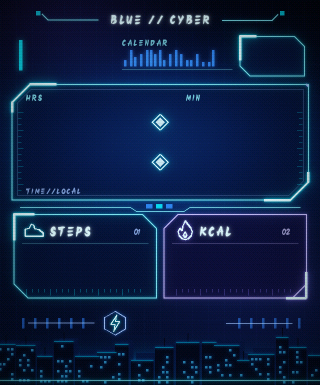 BLUE // CYBER
CALENDAR
HRS MIN
TIME//LOCAL
STEPS 01
KCAL 02